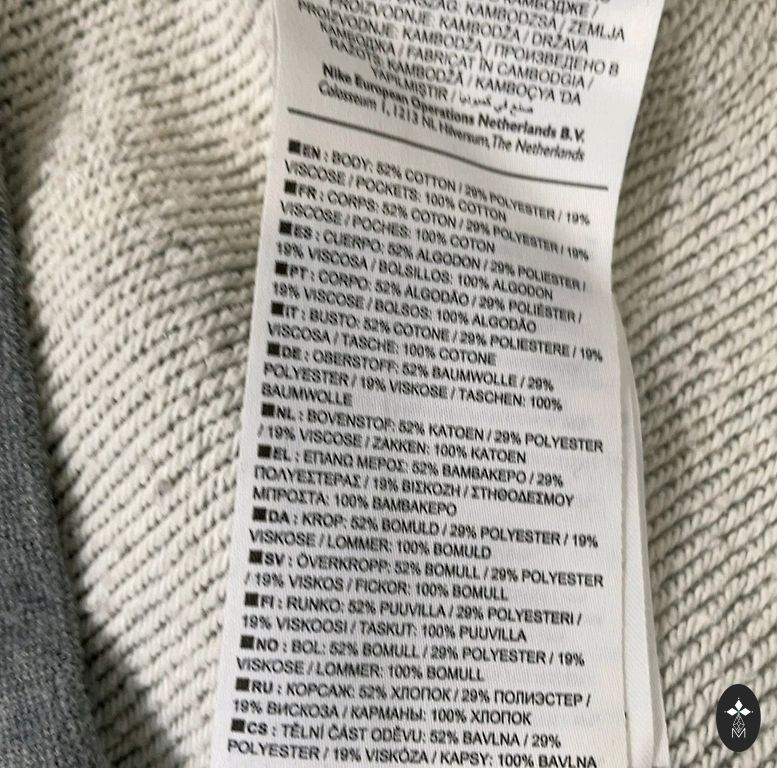 KAMBODZSA / ZEMLJA
PROIZVODNJE: KAMBODŽA / DRŽAVA
PROIZVODNJE: KAMBODŽA / ПРОИЗВЕДЕНО В
КАМБОДЖА / FABRICAT ÎN CAMBODGIA /
KAMBODŽA / KAMBOÇYA'DA
YAPILMIŞTIR / صنع في كمبوديا
Nike European Operations Netherlands B.V.
Colosseum 1, 1213 NL Hilversum, The Netherlands
EN : BODY: 52% COTTON / 29% POLYESTER / 19%
VISCOSE / POCKETS: 100% COTTON
FR : CORPS: 52% COTON / 29% POLYESTER / 19%
VISCOSE / POCHES: 100% COTON
ES : CUERPO: 52% ALGODON / 29% POLIESTER /
19% VISCOSA / BOLSILLOS: 100% ALGODON
PT : CORPO: 52% ALGODÃO / 29% POLIÉSTER /
19% VISCOSE / BOLSOS: 100% ALGODÃO
IT : BUSTO: 52% COTONE / 29% POLIESTERE / 19%
VISCOSA / TASCHE: 100% COTONE
DE : OBERSTOFF: 52% BAUMWOLLE / 29%
POLYESTER / 19% VISKOSE / TASCHEN: 100%
BAUMWOLLE
NL : BOVENSTOF: 52% KATOEN / 29% POLYESTER
/ 19% VISCOSE / ZAKKEN: 100% KATOEN
EL : ΕΠΑΝΩ ΜΕΡΟΣ: 52% ΒΑΜΒΑΚΕΡΟ / 29%
ΠΟΛΥΕΣΤΕΡΑΣ / 19% ΒΙΣΚΟΖΗ / ΣΤΗΘΟΔΕΣΜΟΥ
ΜΠΡΟΣΤΑ: 100% ΒΑΜΒΑΚΕΡΟ
DA : KROP: 52% BOMULD / 29% POLYESTER / 19%
VISKOSE / LOMMER: 100% BOMULD
SV : ÖVERKROPP: 52% BOMULL / 29% POLYESTER
/ 19% VISKOS / FICKOR: 100% BOMULL
FI : RUNKO: 52% PUUVILLA / 29% POLYESTERI /
19% VISKOOSI / TASKUT: 100% PUUVILLA
NO : BOL: 52% BOMULL / 29% POLYESTER / 19%
VISKOSE / LOMMER: 100% BOMULL
RU : КОРСАЖ: 52% ХЛОПОК / 29% ПОЛИЭСТЕР /
19% ВИСКОЗА / КАРМАНЫ: 100% ХЛОПОК
CS : TĚLNÍ ČÁST ODĚVU: 52% BAVLNA / 29%
POLYESTER / 19% VISKÓZA / KAPSY: 100% BAVLNA